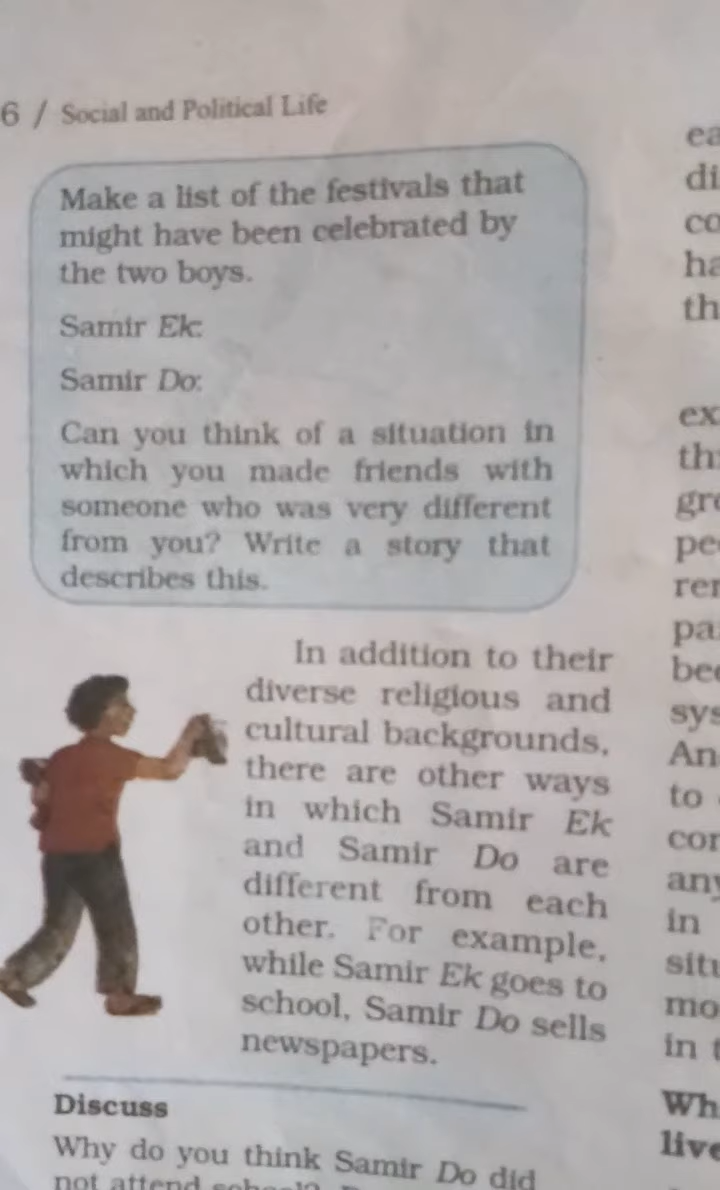 6 / Social and Political Life
Make a list of the festivals that
might have been celebrated by
the two boys.
Samir Ek:
Samir Do:
Can you think of a situation in
which you made friends with
someone who was very different
from you? Write a story that
describes this.
In addition to their
diverse religious and
cultural backgrounds,
there are other ways
in which Samir Ek
and Samir Do are
different from each
other. For example,
while Samir Ek goes to
school, Samir Do sells
newspapers.
Discuss
Why do you think Samir Do did
not attend school?
ea
di
co
ha
th
ex
th
gro
pe
rer
pa
bee
sys
An
to
cor
any
in
situ
mo
in t
Wh
live